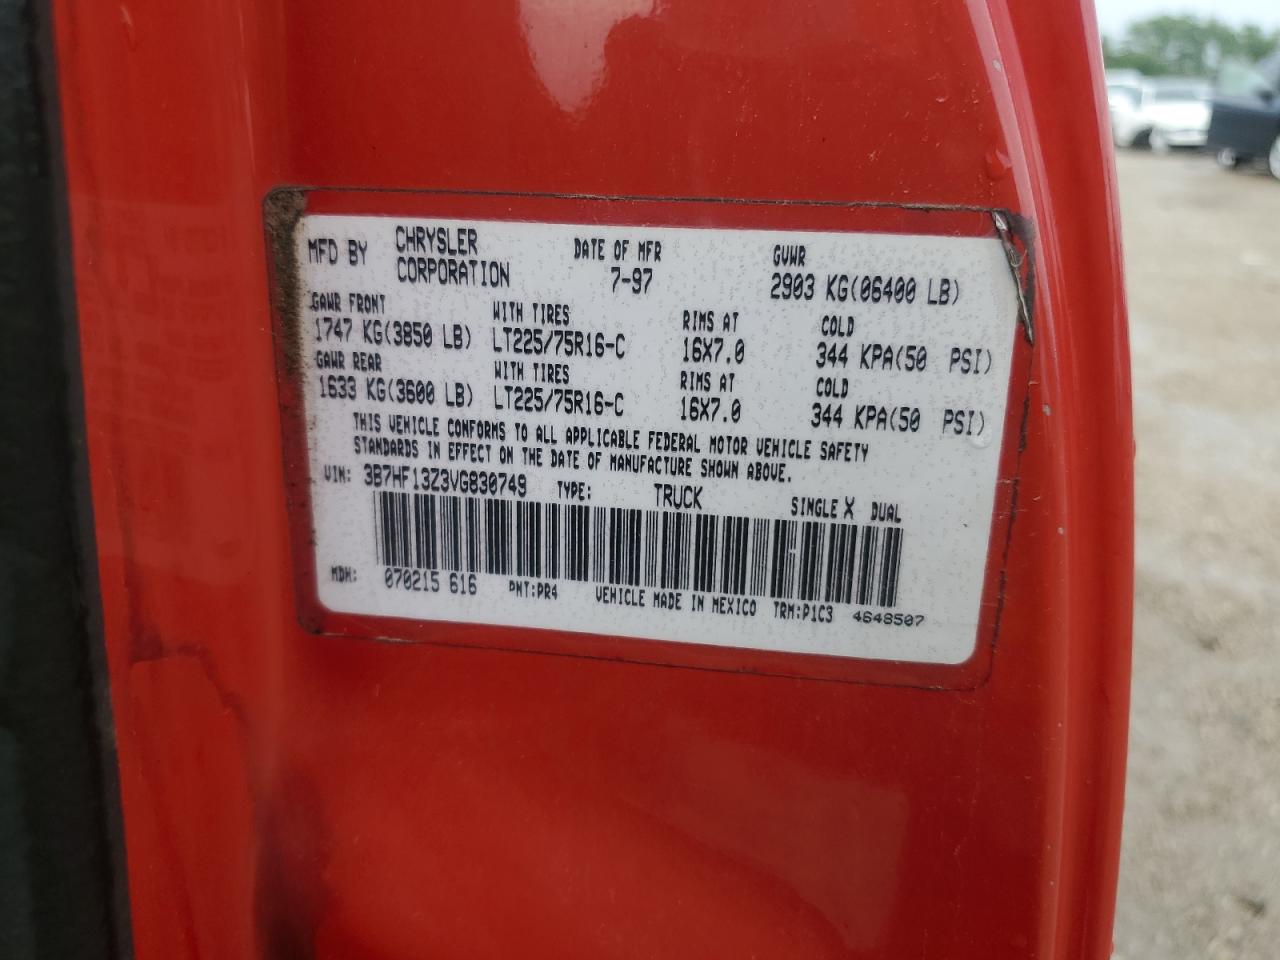 MFD BY CHRYSLER CORPORATION DATE OF MFR 7-97 GVWR 2903 KG(06400 LB)
GAWR FRONT WITH TIRES RIMS AT COLD
1747 KG(3850 LB) LT225/75R16-C 16X7.0 344 KPA(50 PSI)
GAWR REAR WITH TIRES RIMS AT COLD
1633 KG(3600 LB) LT225/75R16-C 16X7.0 344 KPA(50 PSI)
THIS VEHICLE CONFORMS TO ALL APPLICABLE FEDERAL MOTOR VEHICLE SAFETY
STANDARDS IN EFFECT ON THE DATE OF MANUFACTURE SHOWN ABOVE.
VIN: 3B7HF13Z3VG830749 TYPE: TRUCK SINGLE X DUAL
MDH: 070215 616 PNT:PR4 VEHICLE MADE IN MEXICO TRM:P1C3 4648507